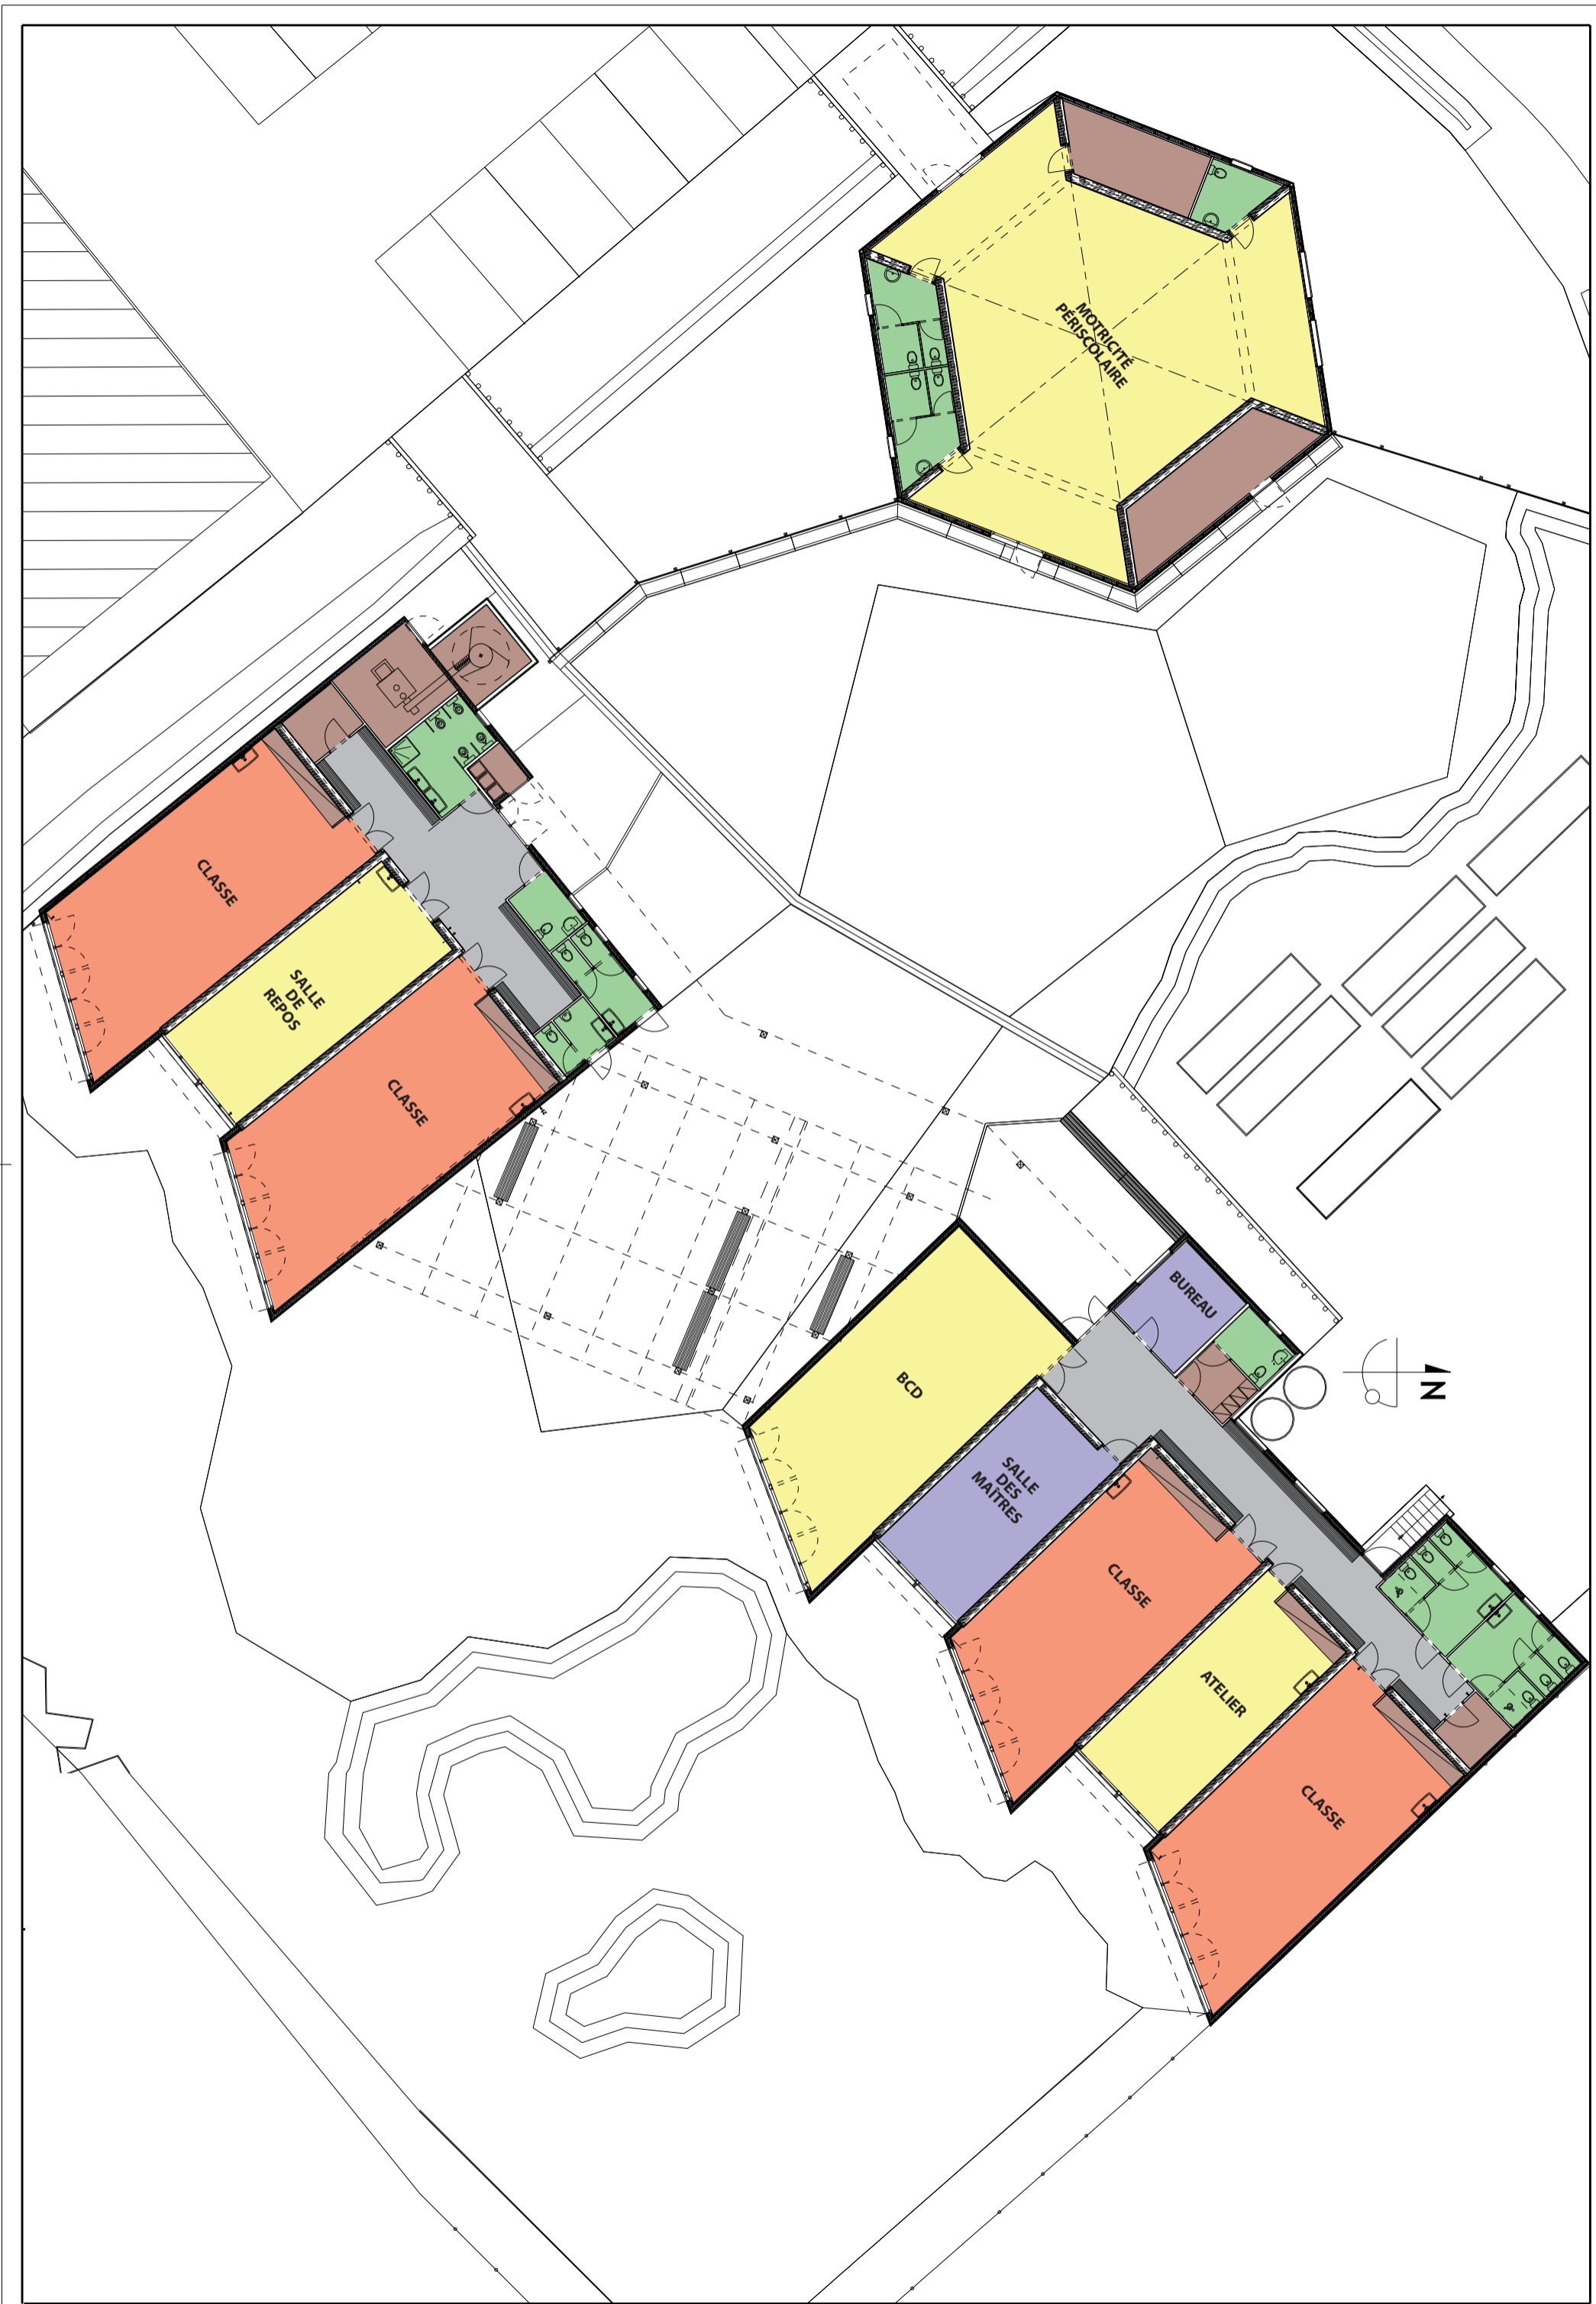 MOTRICITÉ
PÉRISCOLAIRE
CLASSE
SALLE
DE
REPOS
CLASSE
BUREAU
BCD
N
SALLE
DES
MAÎTRES
CLASSE
ATELIER
CLASSE